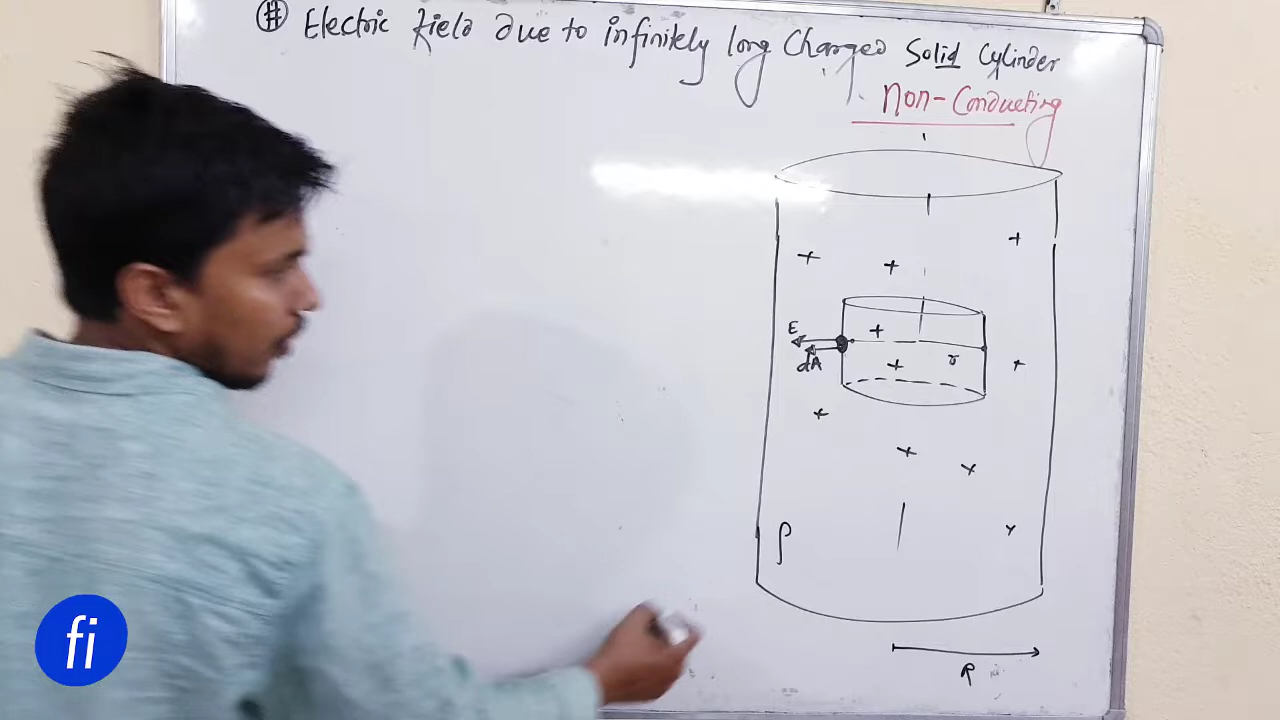 # Electric field due to infinitely long Charged Solid Cylinder
Non-Conducting
E
dA
r
ρ
R
fi